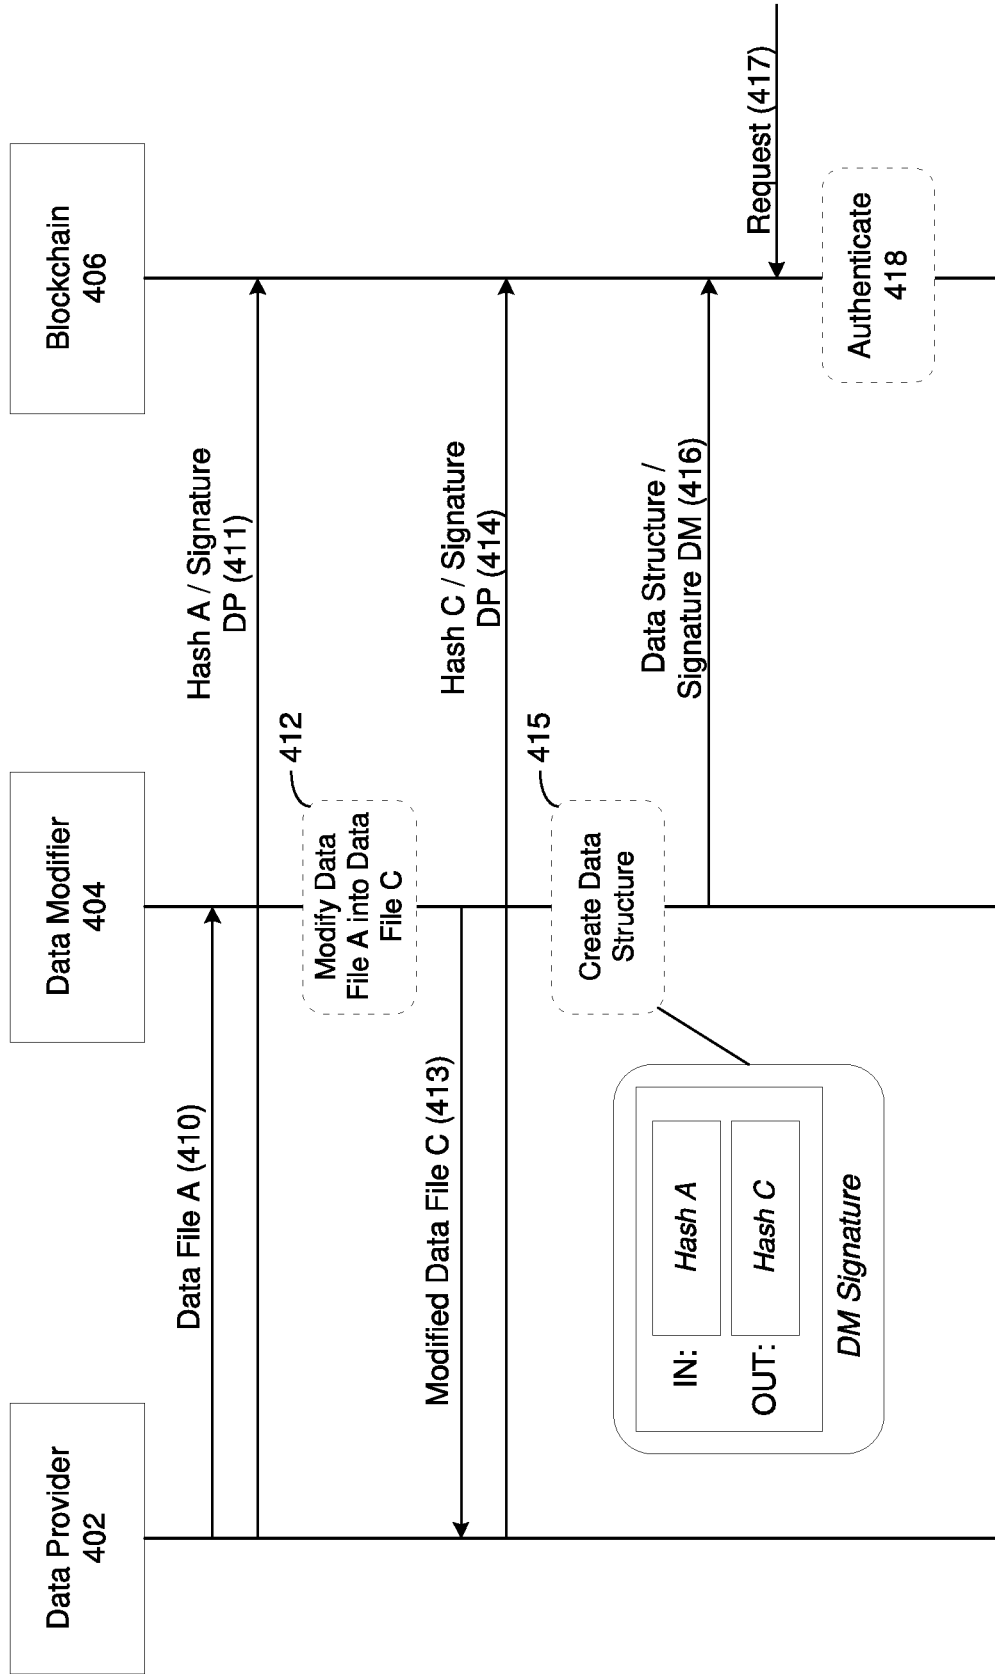 Data Provider
402
Data Modifier
404
Blockchain
406
Data File A (410)
Hash A / Signature
DP (411)
412
Modify Data
File A into Data
File C
Modified Data File C (413)
Hash C / Signature
DP (414)
415
Create Data
Structure
IN:
Hash A
OUT:
Hash C
DM Signature
Data Structure /
Signature DM (416)
Request (417)
Authenticate
418